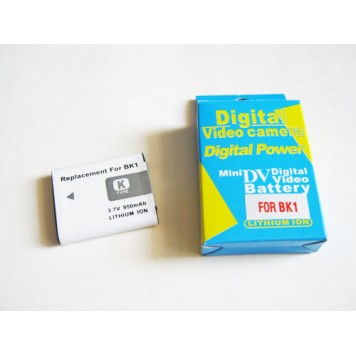 Replacement For BK1
K
TYPE
3.7V 950mAh
LITHIUM ION
Digital
Video camera
Digital Power
Mini DV Digital
Video
Battery
FOR BK1
LITHIUM ION